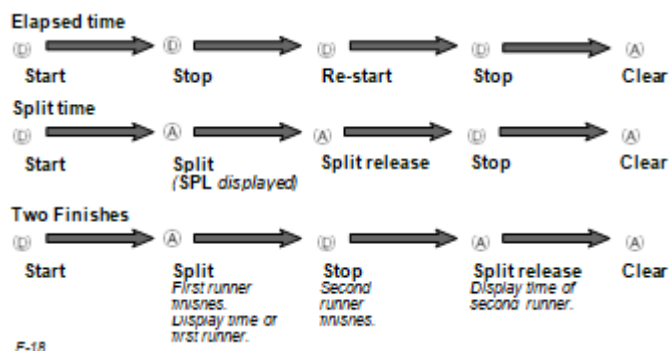 Elapsed time
Ⓓ Ⓓ Ⓓ Ⓓ Ⓐ
Start Stop Re-start Stop Clear
Split time
Ⓓ Ⓐ Ⓐ Ⓓ Ⓐ
Start Split Split release Stop Clear
(SPL displayed)
Two Finishes
Ⓓ Ⓐ Ⓓ Ⓐ Ⓐ
Start Split Stop Split release Clear
First runner Second Display time of
finishes. runner second runner.
Display time of finishes.
first runner.
E-18